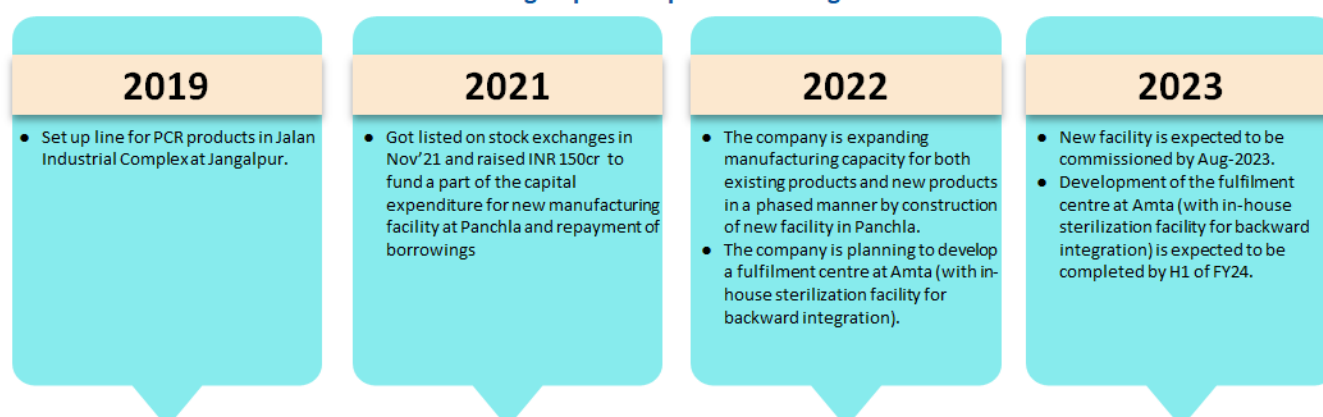 2019
● Set up line for PCR products in Jalan
Industrial Complex at Jangalpur.
2021
● Got listed on stock exchanges in
Nov'21 and raised INR 150cr to
fund a part of the capital
expenditure for new manufacturing
facility at Panchla and repayment of
borrowings
2022
● The company is expanding
manufacturing capacity for both
existing products and new products
in a phased manner by construction
of new facility in Panchla.
● The company is planning to develop
a fulfilment centre at Amta (with in-
house sterilization facility for
backward integration).
2023
● New facility is expected to be
commissioned by Aug-2023.
● Development of the fulfilment
centre at Amta (with in-house
sterilization facility for backward
integration) is expected to be
completed by H1 of FY24.